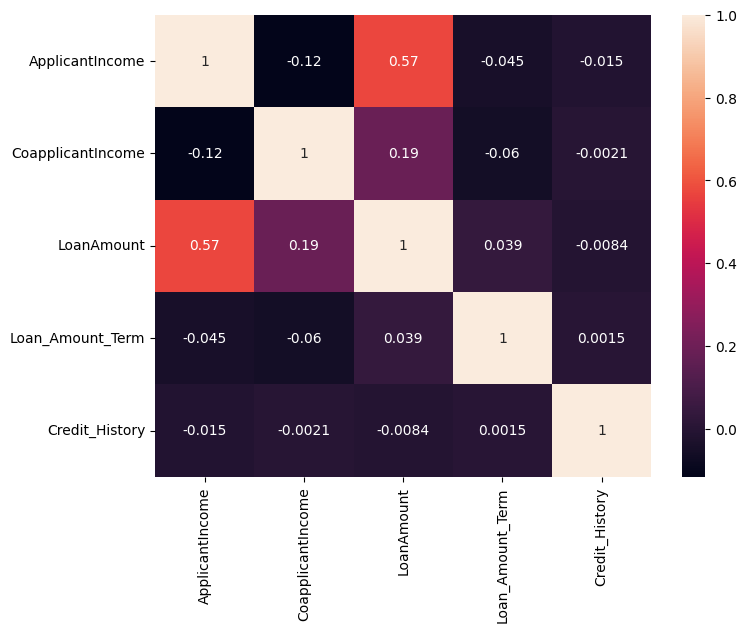 ApplicantIncome 1 -0.12 0.57 -0.045 -0.015
CoapplicantIncome -0.12 1 0.19 -0.06 -0.0021
LoanAmount 0.57 0.19 1 0.039 -0.0084
Loan_Amount_Term -0.045 -0.06 0.039 1 0.0015
Credit_History -0.015 -0.0021 -0.0084 0.0015 1
ApplicantIncome
CoapplicantIncome
LoanAmount
Loan_Amount_Term
Credit_History
1.0
0.8
0.6
0.4
0.2
0.0